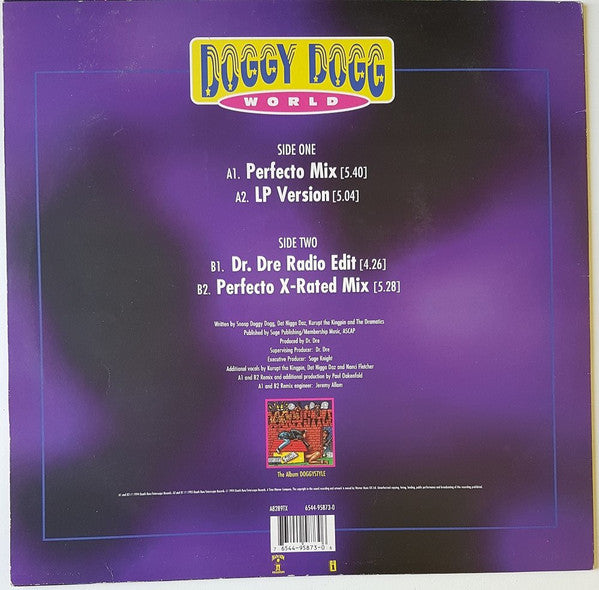 DOGGY DOGG
WORLD
SIDE ONE
A1. Perfecto Mix [5.40]
A2. LP Version [5.04]
SIDE TWO
B1. Dr. Dre Radio Edit [4.26]
B2. Perfecto X-Rated Mix [5.28]
Written by Snoop Doggy Dogg, Dat Nigga Daz, Kurupt tha Kingpin and The Dramatics
Published by Suge Publishing/Membership Music, ASCAP
Produced by Dr. Dre
Supervising Producer: Dr. Dre
Executive Producer: Suge Knight
Additional vocals by Kurupt tha Kingpin, Dat Nigga Daz and Nanci Fletcher
A1 and B2 Remix and additional production by Paul Oakenfold
A1 and B2 Remix engineer: Jeremy Allom
The Album DOGGYSTYLE
A8289TX 6544-95873-0
7 6544-95873-0 4